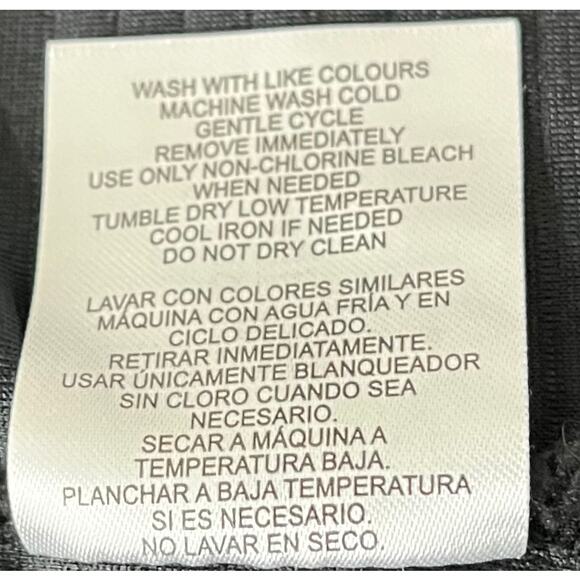 WASH WITH LIKE COLOURS
MACHINE WASH COLD
GENTLE CYCLE
REMOVE IMMEDIATELY
USE ONLY NON-CHLORINE BLEACH
WHEN NEEDED
TUMBLE DRY LOW TEMPERATURE
COOL IRON IF NEEDED
DO NOT DRY CLEAN
LAVAR CON COLORES SIMILARES
MÁQUINA CON AGUA FRÍA Y EN
CICLO DELICADO.
RETIRAR INMEDIATAMENTE.
USAR ÚNICAMENTE BLANQUEADOR
SIN CLORO CUANDO SEA
NECESARIO.
SECAR A MÁQUINA A
TEMPERATURA BAJA.
PLANCHAR A BAJA TEMPERATURA
SI ES NECESARIO.
NO LAVAR EN SECO.